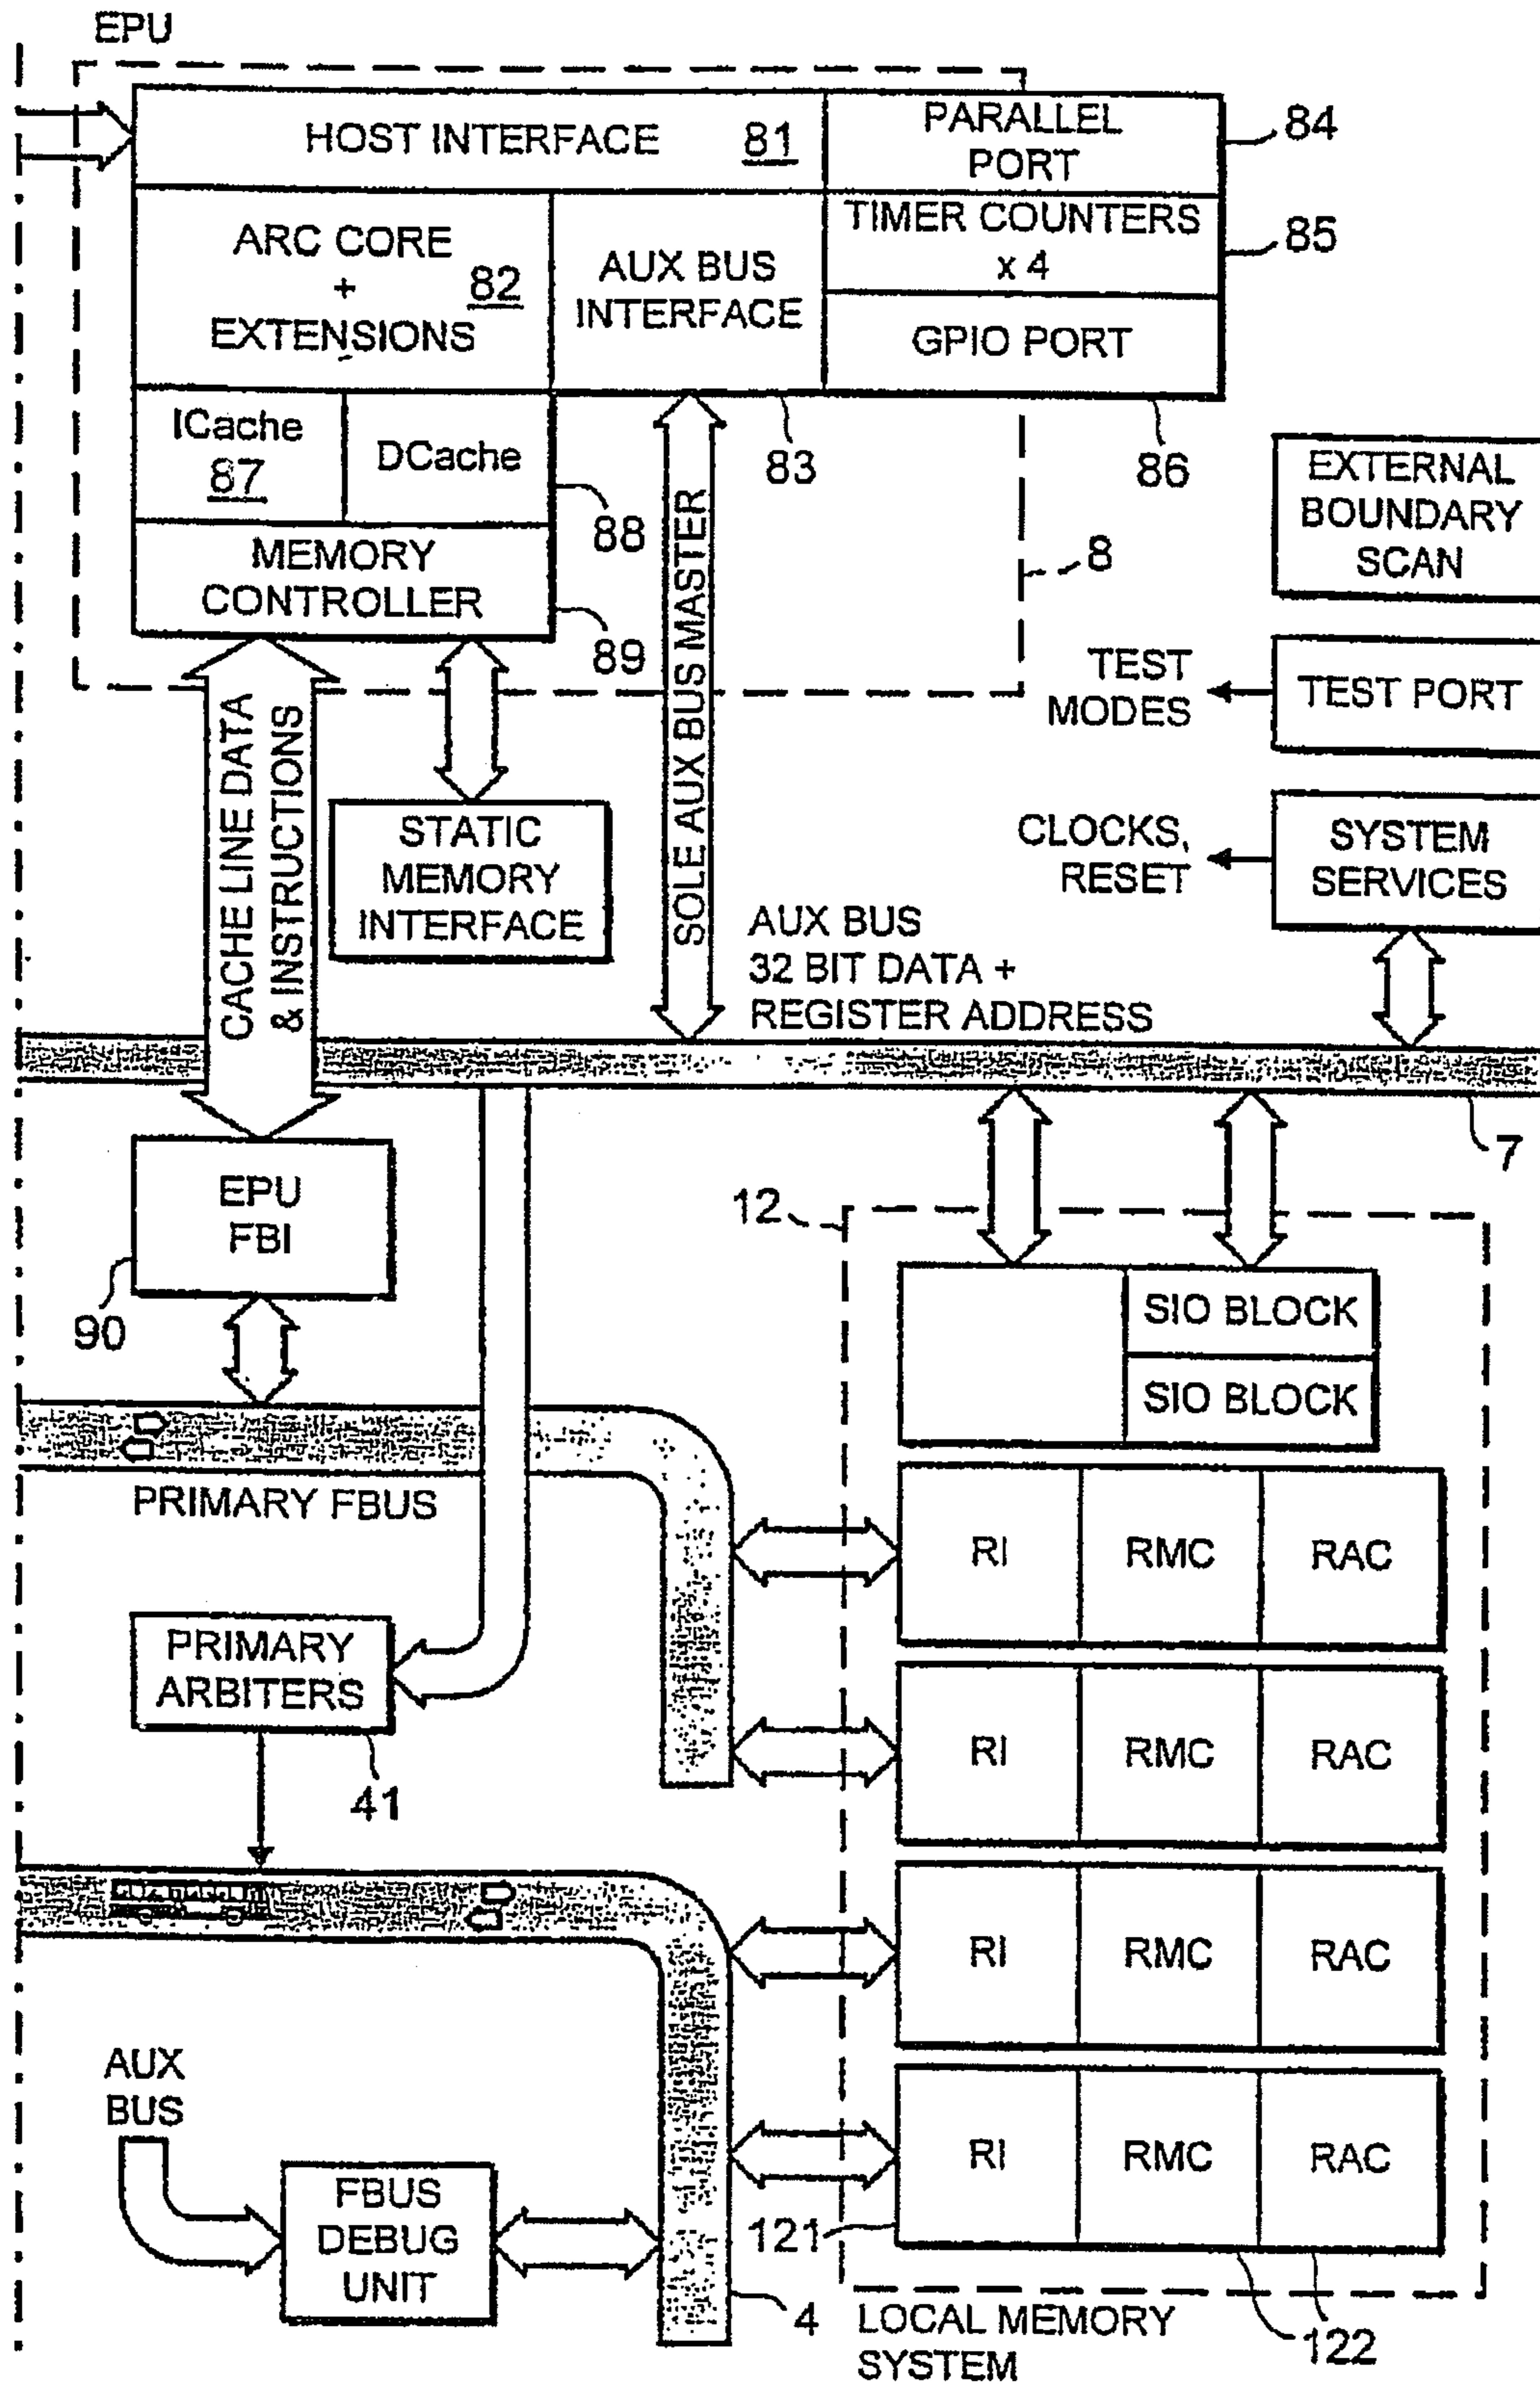 EPU
HOST INTERFACE 81
PARALLEL
PORT
84
ARC CORE
+
EXTENSIONS
82
AUX BUS
INTERFACE
TIMER COUNTERS
x 4
85
GPIO PORT
ICache
87
DCache
83
86
88
MEMORY
CONTROLLER
89
8
SOLE AUX BUS MASTER
EXTERNAL
BOUNDARY
SCAN
TEST
MODES
TEST PORT
CACHE LINE DATA
& INSTRUCTIONS
STATIC
MEMORY
INTERFACE
CLOCKS,
RESET
SYSTEM
SERVICES
AUX BUS
32 BIT DATA +
REGISTER ADDRESS
7
EPU
FBI
90
12
SIO BLOCK
SIO BLOCK
PRIMARY FBUS
RI RMC RAC
PRIMARY
ARBITERS
41
RI RMC RAC
RI RMC RAC
AUX
BUS
FBUS
DEBUG
UNIT
RI RMC RAC
121
4
LOCAL MEMORY
SYSTEM
122